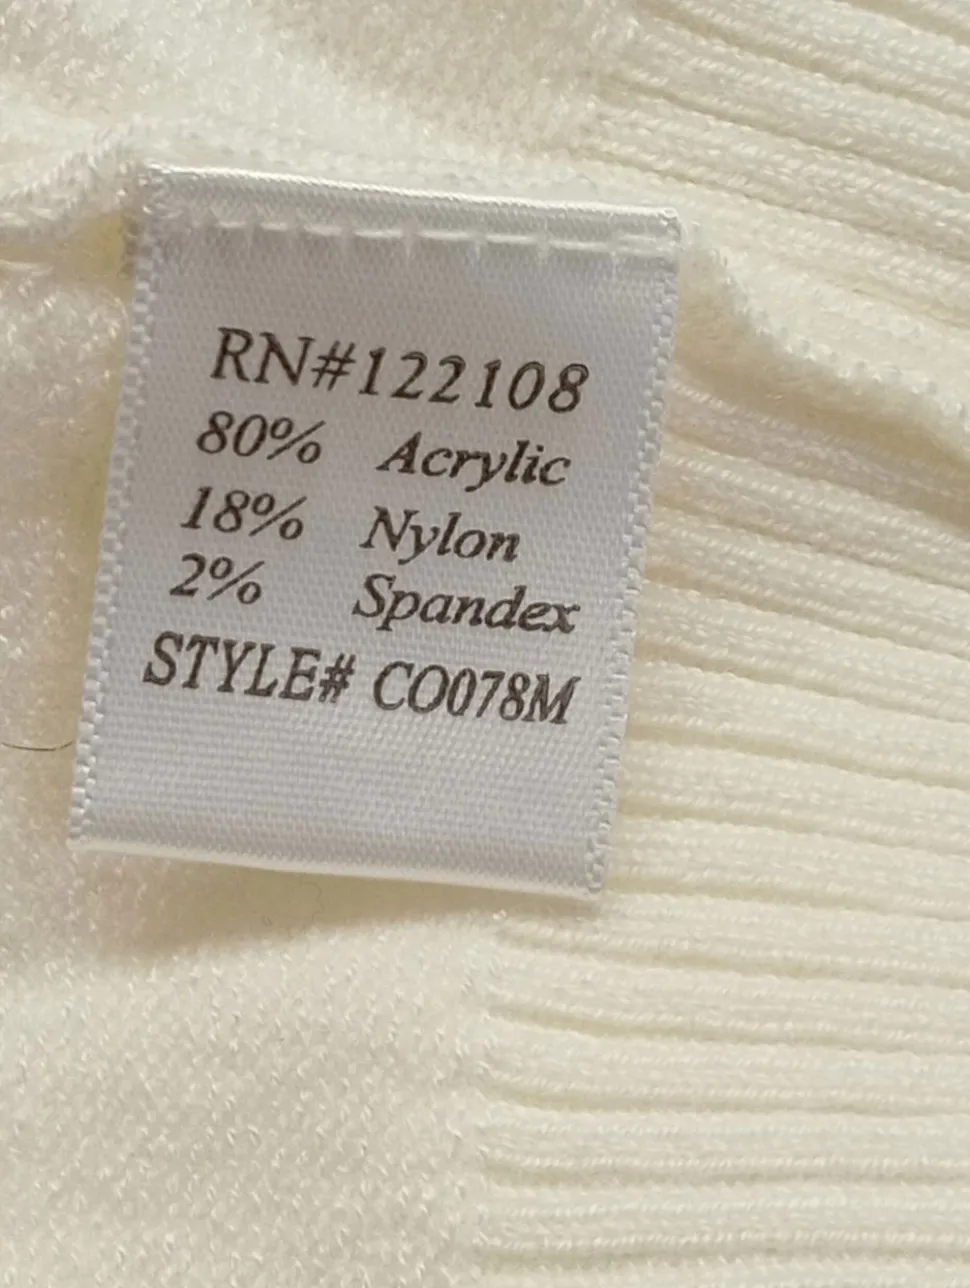 RN#122108
80% Acrylic
18% Nylon
2% Spandex
STYLE# CO078M